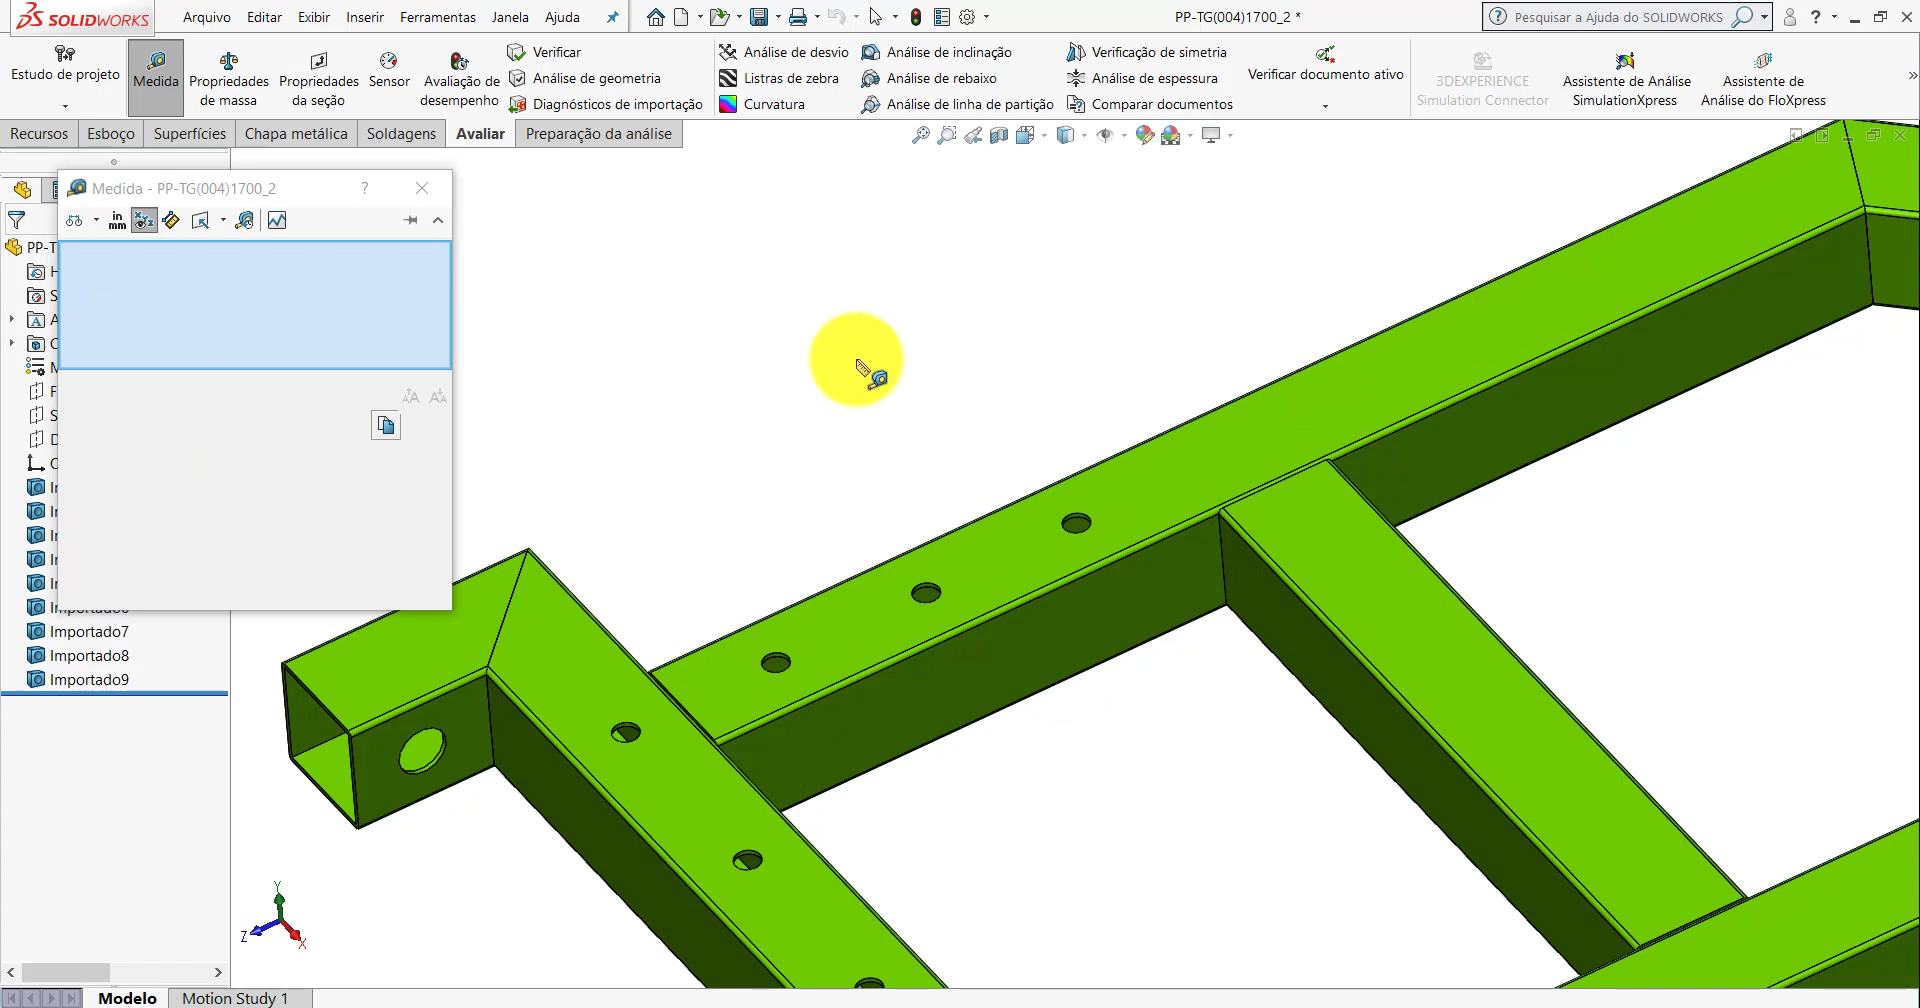 SOLIDWORKS
Arquivo Editar Exibir Inserir Ferramentas Janela Ajuda
PP-TG(004)1700_2 *
Pesquisar a Ajuda do SOLIDWORKS
Estudo de projeto
Medida
Propriedades de massa
Propriedades da seção
Sensor
Avaliação de desempenho
Verificar
Análise de geometria
Diagnósticos de importação
Análise de desvio
Listras de zebra
Curvatura
Análise de inclinação
Análise de rebaixo
Análise de linha de partição
Verificação de simetria
Análise de espessura
Comparar documentos
Verificar documento ativo
3DEXPERIENCE
Simulation Connector
Assistente de Análise
SimulationXpress
Assistente de
Análise do FloXpress
Recursos Esboço Superfícies Chapa metálica Soldagens Avaliar Preparação da análise
Medida - PP-TG(004)1700_2
in
mm
PP-T
Importado7
Importado8
Importado9
Y
Z
X
Modelo Motion Study 1